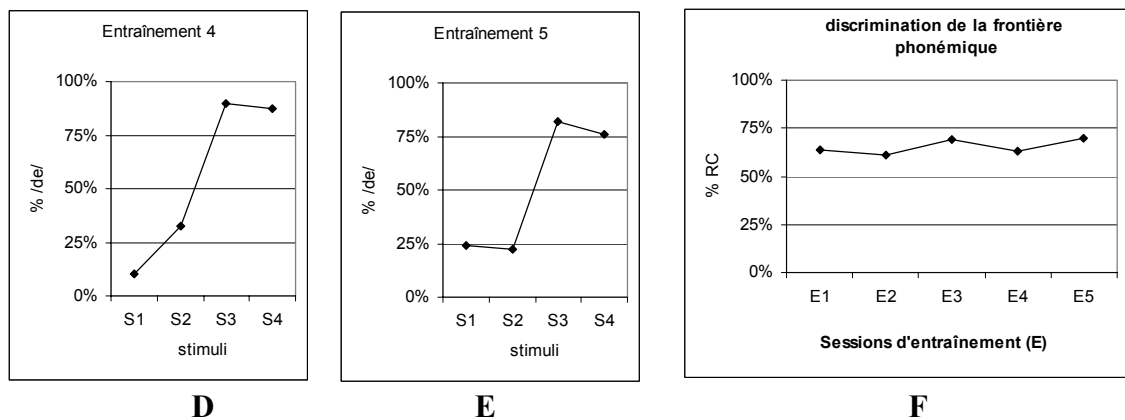 Entraînement 4
100%
75%
50%
25%
0%
% /de/
S1 S2 S3 S4
stimuli
D
Entraînement 5
100%
75%
50%
25%
0%
% /de/
S1 S2 S3 S4
stimuli
E
discrimination de la frontière
phonémique
100%
75%
50%
25%
0%
% RC
E1 E2 E3 E4 E5
Sessions d'entraînement (E)
F